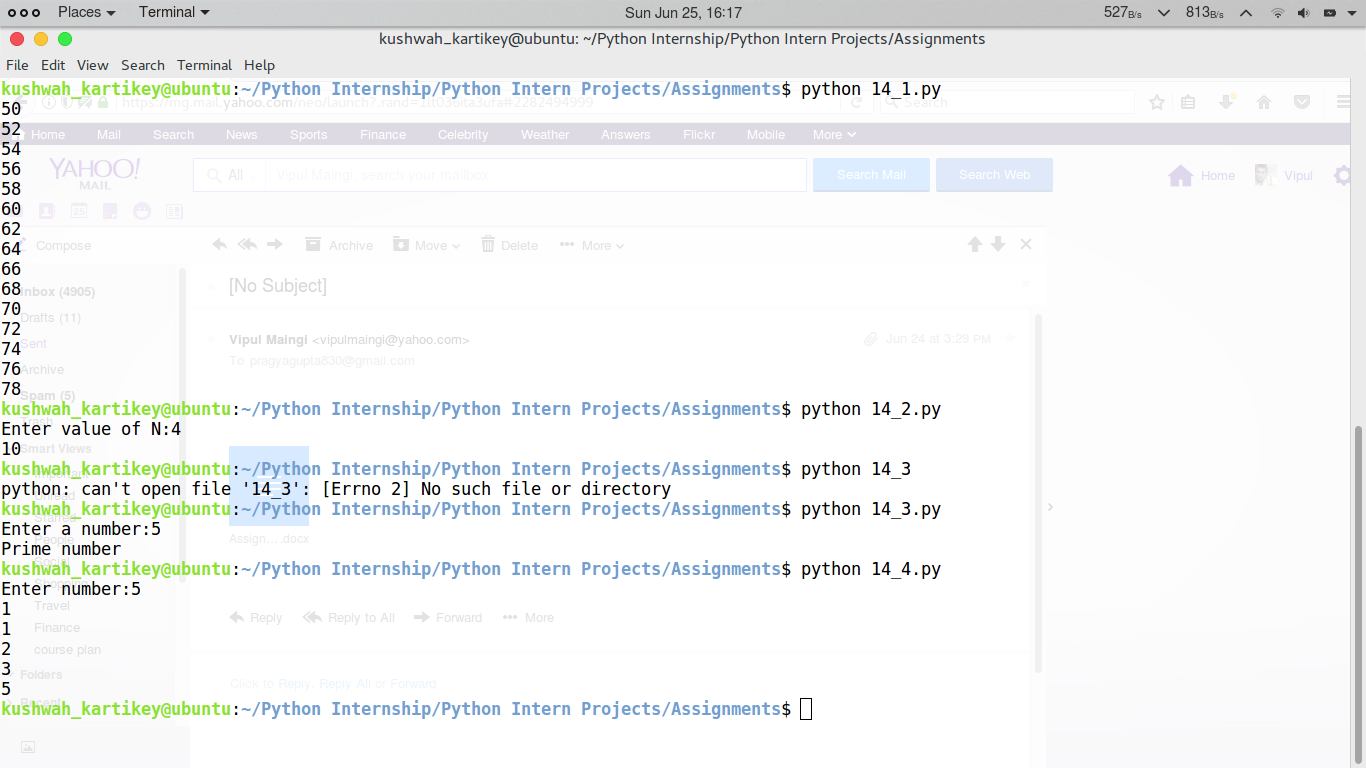 Places Terminal Sun Jun 25, 16:17 527B/s 813B/s
kushwah_kartikey@ubuntu: ~/Python Internship/Python Intern Projects/Assignments
File Edit View Search Terminal Help
kushwah_kartikey@ubuntu:~/Python Internship/Python Intern Projects/Assignments$ python 14_1.py
50
52
54
56
58
60
62
64
66
68
70
72
74
76
78
kushwah_kartikey@ubuntu:~/Python Internship/Python Intern Projects/Assignments$ python 14_2.py
Enter value of N:4
10
kushwah_kartikey@ubuntu:~/Python Internship/Python Intern Projects/Assignments$ python 14_3
python: can't open file '14_3': [Errno 2] No such file or directory
kushwah_kartikey@ubuntu:~/Python Internship/Python Intern Projects/Assignments$ python 14_3.py
Enter a number:5
Prime number
kushwah_kartikey@ubuntu:~/Python Internship/Python Intern Projects/Assignments$ python 14_4.py
Enter number:5
1
1
2
3
5
kushwah_kartikey@ubuntu:~/Python Internship/Python Intern Projects/Assignments$
Search
Home Mail Search News Sports Finance Celebrity Weather Answers Flickr Mobile More
YAHOO! MAIL All Vipul Maingi, search your mailbox Search Mail Search Web Home Vipul
Compose Archive Move Delete More
[No Subject]
Inbox (4905)
Drafts (11)
Sent
Archive
Spam (5)
Smart Views
People
Travel
Finance
course plan
Folders
Recent
Vipul Maingi <vipulmaingi@yahoo.com> Jun 24 at 3:29 PM
To pragyagupta830@gmail.com
Assign... .docx
Reply Reply to All Forward More
Click to Reply, Reply All or Forward